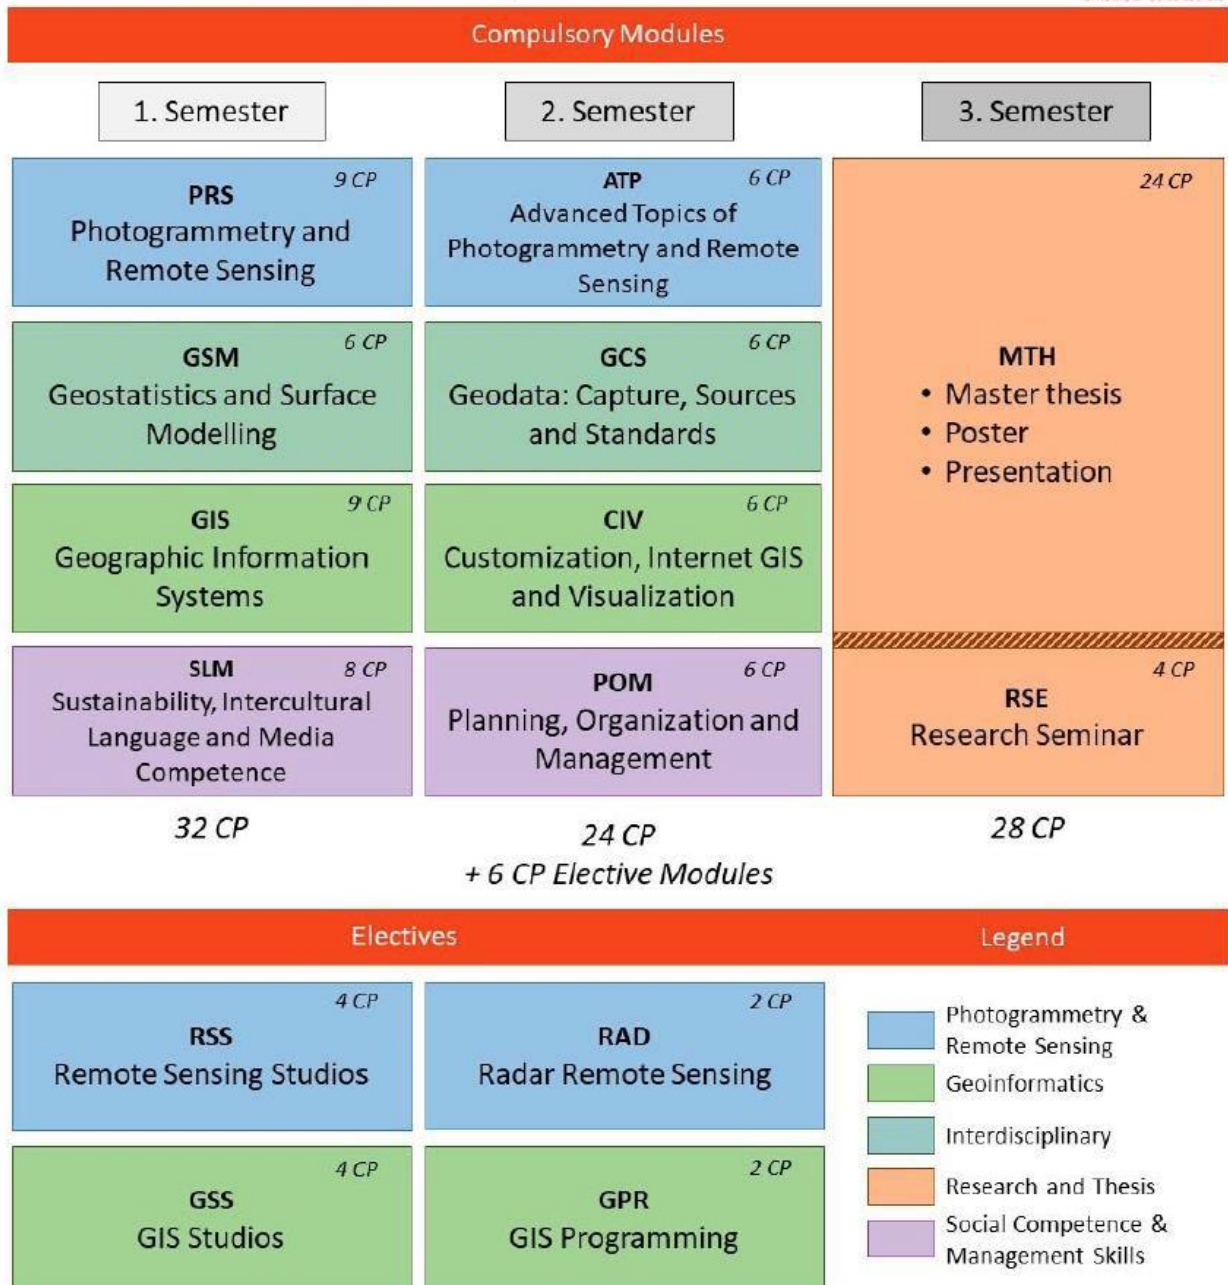 Compulsory Modules
1. Semester
2. Semester
3. Semester
9 CP
PRS
Photogrammetry and
Remote Sensing
6 CP
ATP
Advanced Topics of
Photogrammetry and Remote
Sensing
24 CP
MTH
• Master thesis
• Poster
• Presentation
6 CP
GSM
Geostatistics and Surface
Modelling
6 CP
GCS
Geodata: Capture, Sources
and Standards
9 CP
GIS
Geographic Information
Systems
6 CP
CIV
Customization, Internet GIS
and Visualization
8 CP
SLM
Sustainability, Intercultural
Language and Media
Competence
6 CP
POM
Planning, Organization and
Management
4 CP
RSE
Research Seminar
32 CP
24 CP
+ 6 CP Elective Modules
28 CP
Electives
Legend
4 CP
RSS
Remote Sensing Studios
2 CP
RAD
Radar Remote Sensing
4 CP
GSS
GIS Studios
2 CP
GPR
GIS Programming
Photogrammetry &
Remote Sensing
Geoinformatics
Interdisciplinary
Research and Thesis
Social Competence &
Management Skills